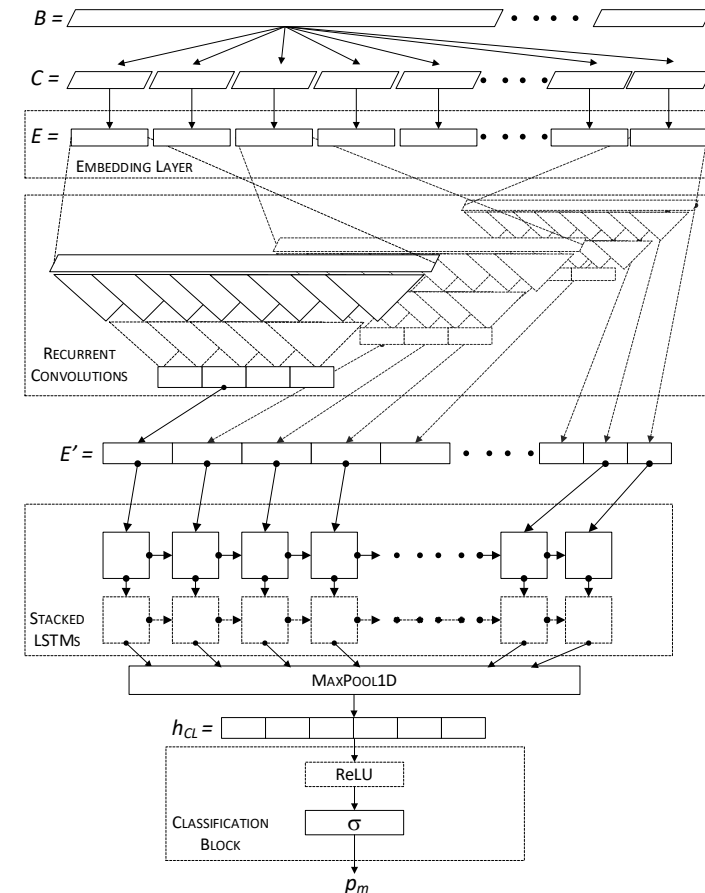 B =
C =
E =
EMBEDDING LAYER
RECURRENT
CONVOLUTIONS
E' =
STACKED
LSTMs
MAXPOOL1D
hCL =
ReLU
σ
CLASSIFICATION
BLOCK
pm